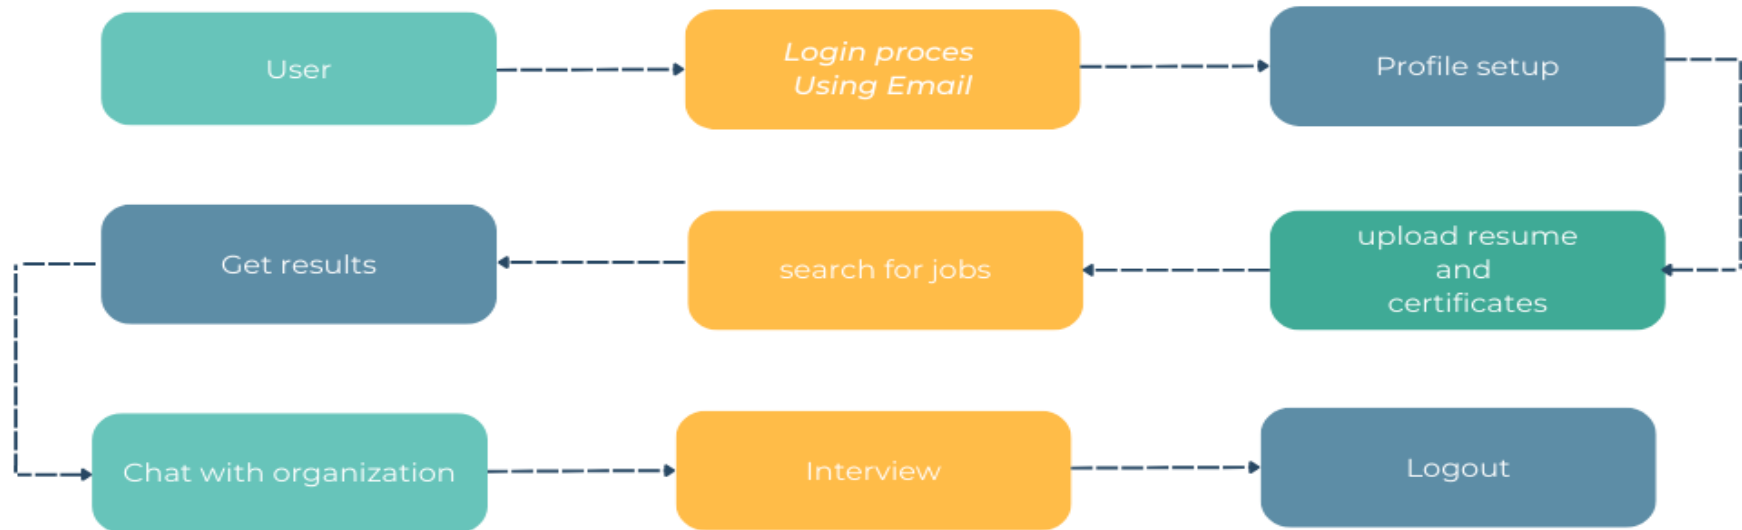 User
Login proces
Using Email
Profile setup
upload resume
and
certificates
search for jobs
Get results
Chat with organization
Interview
Logout